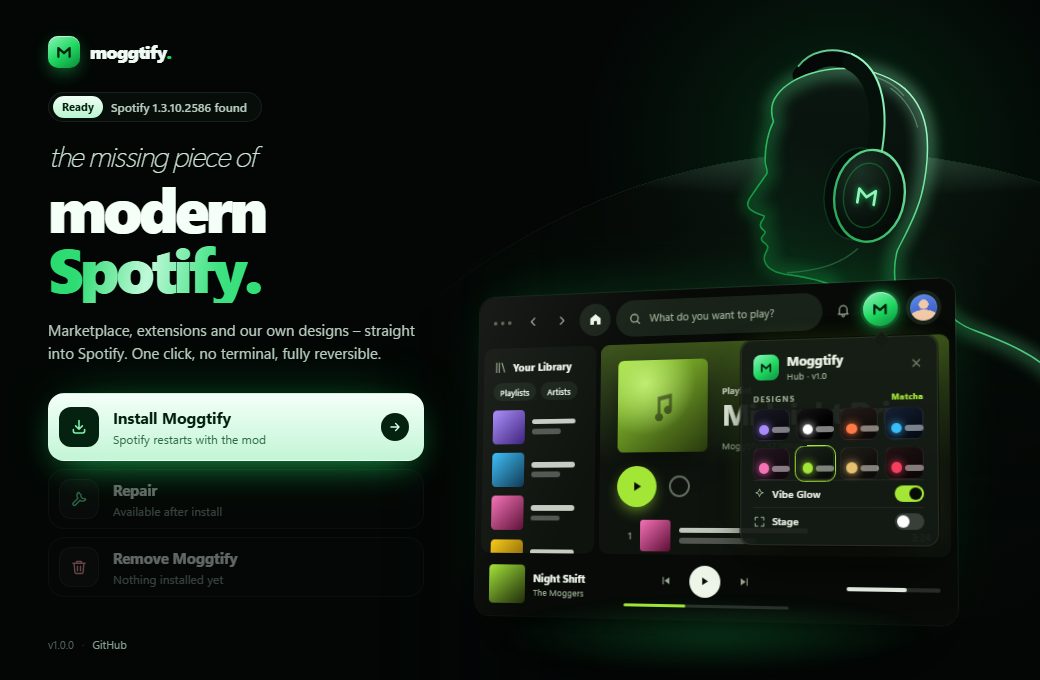 moggtify.
Ready Spotify 1.3.10.2586 found
the missing piece of
modern
Spotify.
Marketplace, extensions and our own designs – straight
into Spotify. One click, no terminal, fully reversible.
Install Moggtify
Spotify restarts with the mod
Repair
Available after install
Remove Moggtify
Nothing installed yet
v1.0.0 · GitHub
What do you want to play?
Your Library
Playlists Artists
Moggtify
Hub · v1.0
DESIGNS Matcha
Vibe Glow
Stage
1
Night Shift
The Moggers